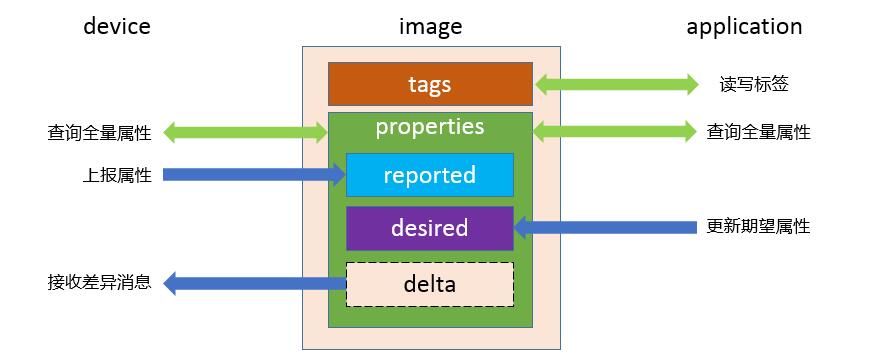 device
image
application
tags
读写标签
查询全量属性
properties
查询全量属性
上报属性
reported
desired
更新期望属性
接收差异消息
delta